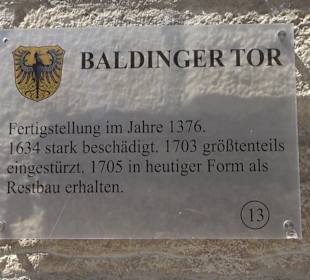 BALDINGER TOR
Fertigstellung im Jahre 1376.
1634 stark beschädigt. 1703 größtenteils
eingestürzt. 1705 in heutiger Form als
Restbau erhalten.
13